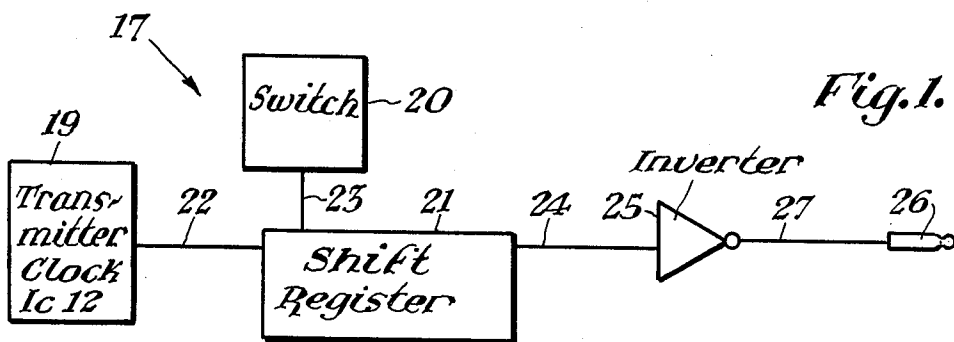 17
Switch
20
Fig.1.
19
Trans-
mitter
Clock
Ic 12
22
23
21
24
25
Inverter
27
26
Shift
Register